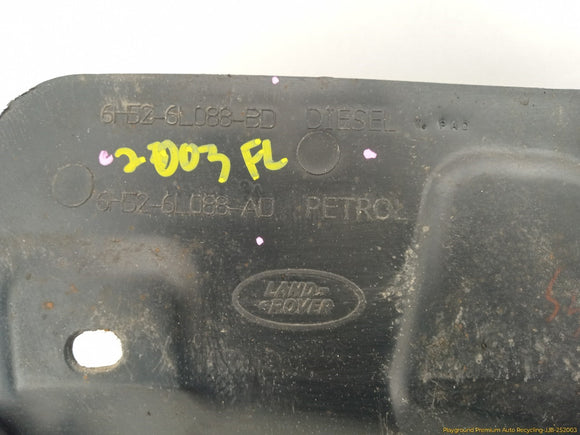 6H52-6L088-BD DIESEL
2003 FL
6H52-6L088-AD PETROL
LAND-
-ROVER
Playground Premium Auto Recycling-JJB-252003